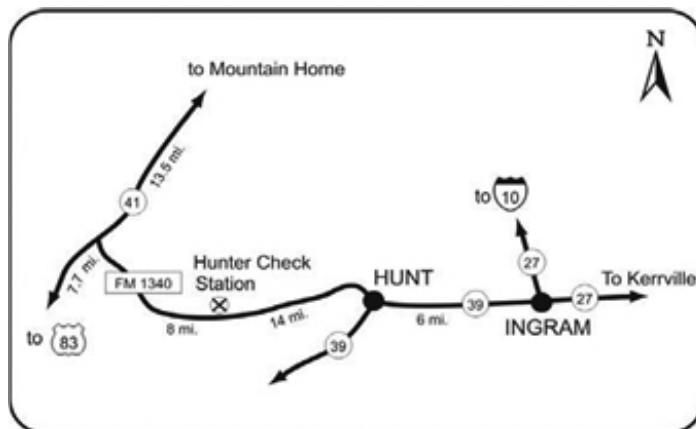 N
to Mountain Home
13.5 mi.
41
to 10
7.7 mi.
FM 1340
Hunter Check
Station
27
To Kerrville
HUNT
8 mi.
14 mi.
6 mi.
39
27
INGRAM
to 83
39